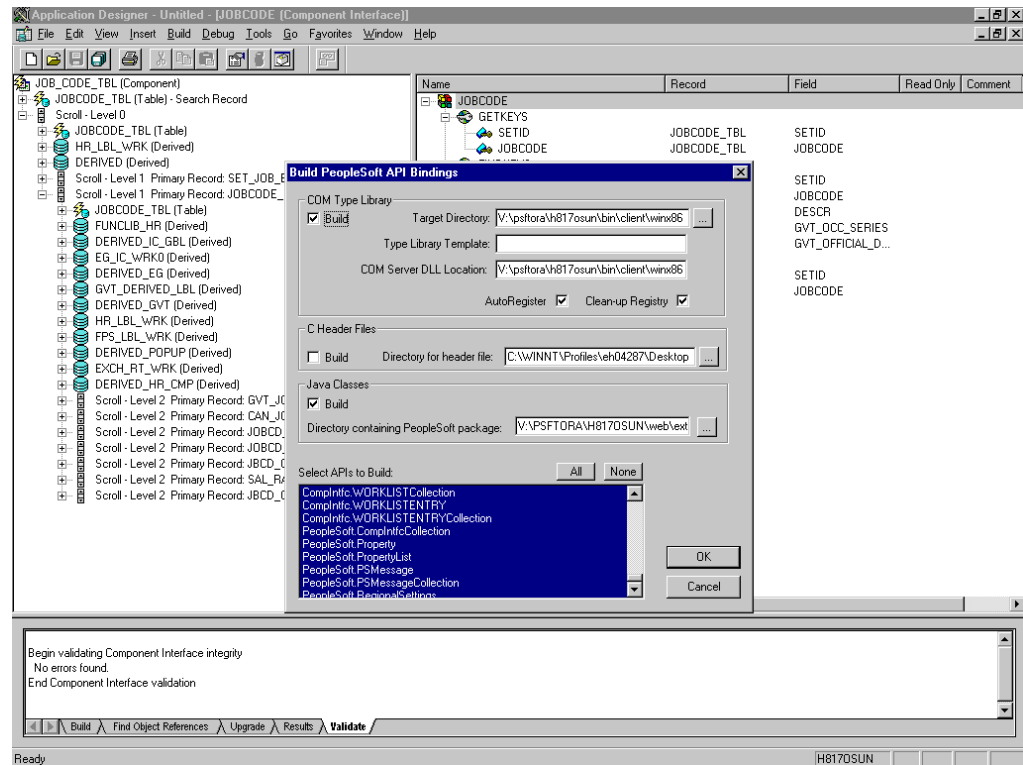 Application Designer - Untitled - [JOBCODE (Component Interface)]
File Edit View Insert Build Debug Tools Go Favorites Window Help
JOB_CODE_TBL (Component)
JOBCODE_TBL (Table) - Search Record
Scroll - Level 0
JOBCODE_TBL (Table)
HR_LBL_WRK (Derived)
DERIVED (Derived)
Scroll - Level 1 Primary Record: SET_JOB_
Scroll - Level 1 Primary Record: JOBCODE_
JOBCODE_TBL (Table)
FUNCLIB_HR (Derived)
DERIVED_IC_GBL (Derived)
EG_IC_WRK0 (Derived)
DERIVED_EG (Derived)
GVT_DERIVED_LBL (Derived)
DERIVED_GVT (Derived)
HR_LBL_WRK (Derived)
FPS_LBL_WRK (Derived)
DERIVED_POPUP (Derived)
EXCH_RT_WRK (Derived)
DERIVED_HR_CMP (Derived)
Scroll - Level 2 Primary Record: GVT_JO
Scroll - Level 2 Primary Record: CAN_JO
Scroll - Level 2 Primary Record: JOBCD_
Scroll - Level 2 Primary Record: JOBCD_
Scroll - Level 2 Primary Record: JBCD_
Scroll - Level 2 Primary Record: SAL_RA
Scroll - Level 2 Primary Record: JBCD_
Name Record Field Read Only Comment
JOBCODE
GETKEYS
SETID JOBCODE_TBL SETID
JOBCODE JOBCODE_TBL JOBCODE
SETID
JOBCODE
DESCR
GVT_OCC_SERIES
GVT_OFFICIAL_D...
SETID
JOBCODE
Build PeopleSoft API Bindings
COM Type Library
Build Target Directory: V:\psftora\h817osun\bin\client\winx86 ...
Type Library Template:
COM Server DLL Location: V:\psftora\h817osun\bin\client\winx86
AutoRegister Clean-up Registry
C Header Files
Build Directory for header file: C:\WINNT\Profiles\eh04287\Desktop ...
Java Classes
Build
Directory containing PeopleSoft package: V:\PSFTORA\H817OSUN\web\ext ...
Select APIs to Build: All None
CompIntfc.WORKLISTCollection
CompIntfc.WORKLISTENTRY
CompIntfc.WORKLISTENTRYCollection
PeopleSoft.CompIntfcCollection
PeopleSoft.Property
PeopleSoft.PropertyList
PeopleSoft.PSMessage
PeopleSoft.PSMessageCollection
PeopleSoft.RegionalSettings
OK
Cancel
Begin validating Component Interface integrity
No errors found.
End Component Interface validation
Build Find Object References Upgrade Results Validate
Ready H817OSUN